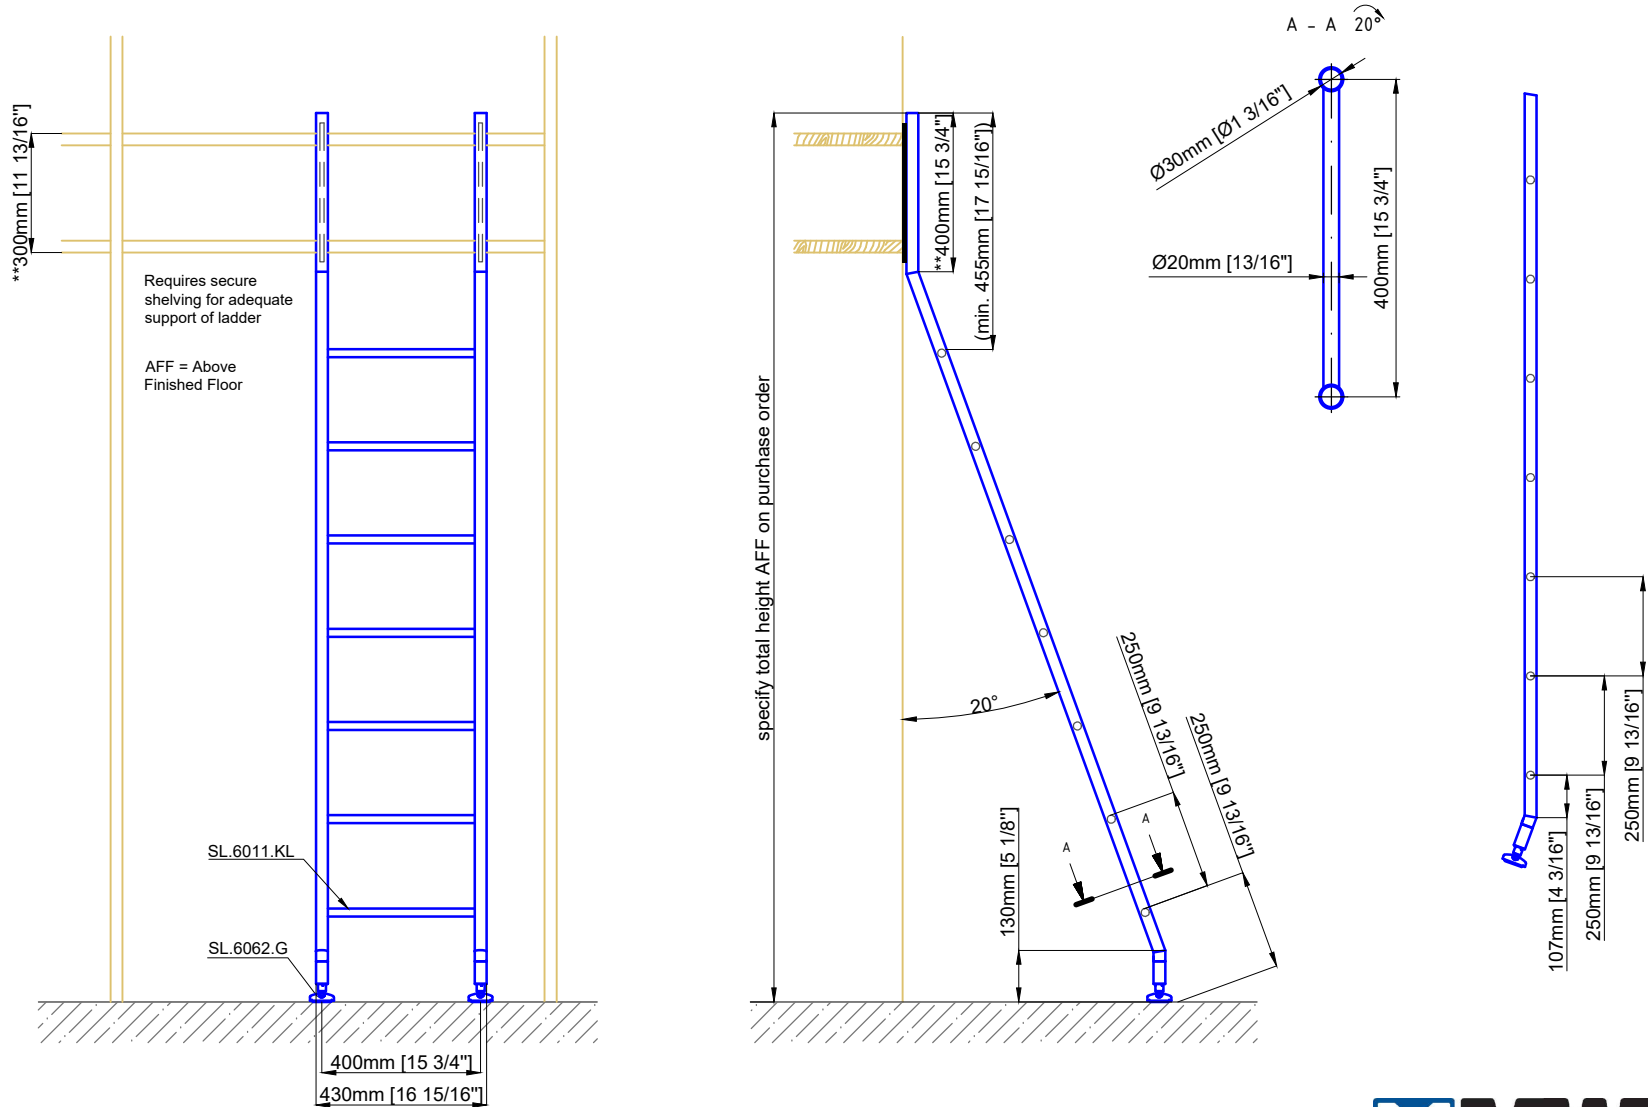 **300mm [11 13/16"]
Requires secure
shelving for adequate
support of ladder
AFF = Above
Finished Floor
SL.6011.KL
SL.6062.G
400mm [15 3/4"]
430mm [16 15/16"]
specify total height AFF on purchase order
**400mm [15 3/4"]
(min. 455mm [17 15/16"])
20°
250mm [9 13/16"]
250mm [9 13/16"]
A
A
130mm [5 1/8"]
A - A 20°
Ø30mm [Ø1 3/16"]
Ø20mm [13/16"]
400mm [15 3/4"]
107mm [4 3/16"]
250mm [9 13/16"]
250mm [9 13/16"]